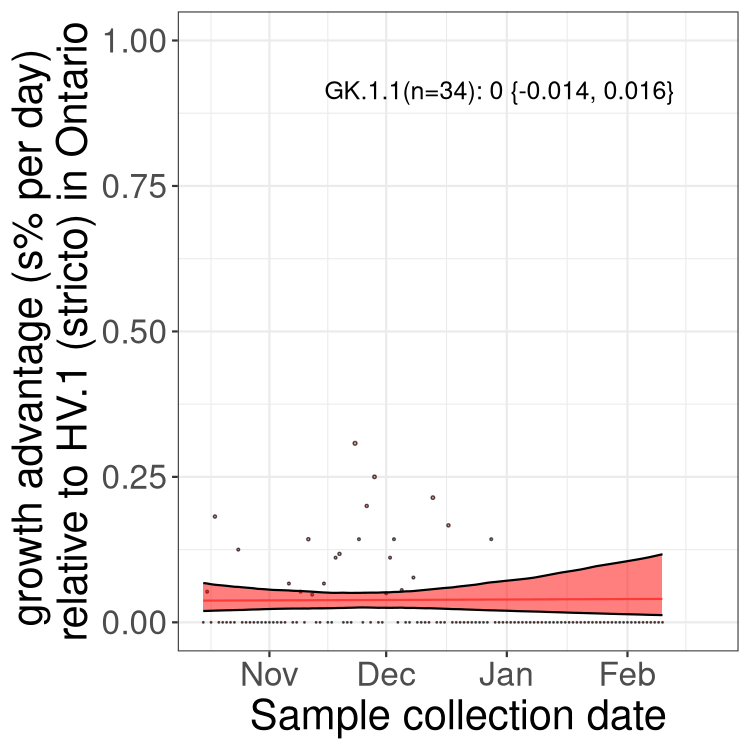 growth advantage (s% per day)
relative to HV.1 (stricto) in Ontario
1.00
0.75
0.50
0.25
0.00
GK.1.1(n=34): 0 {-0.014, 0.016}
Nov Dec Jan Feb
Sample collection date